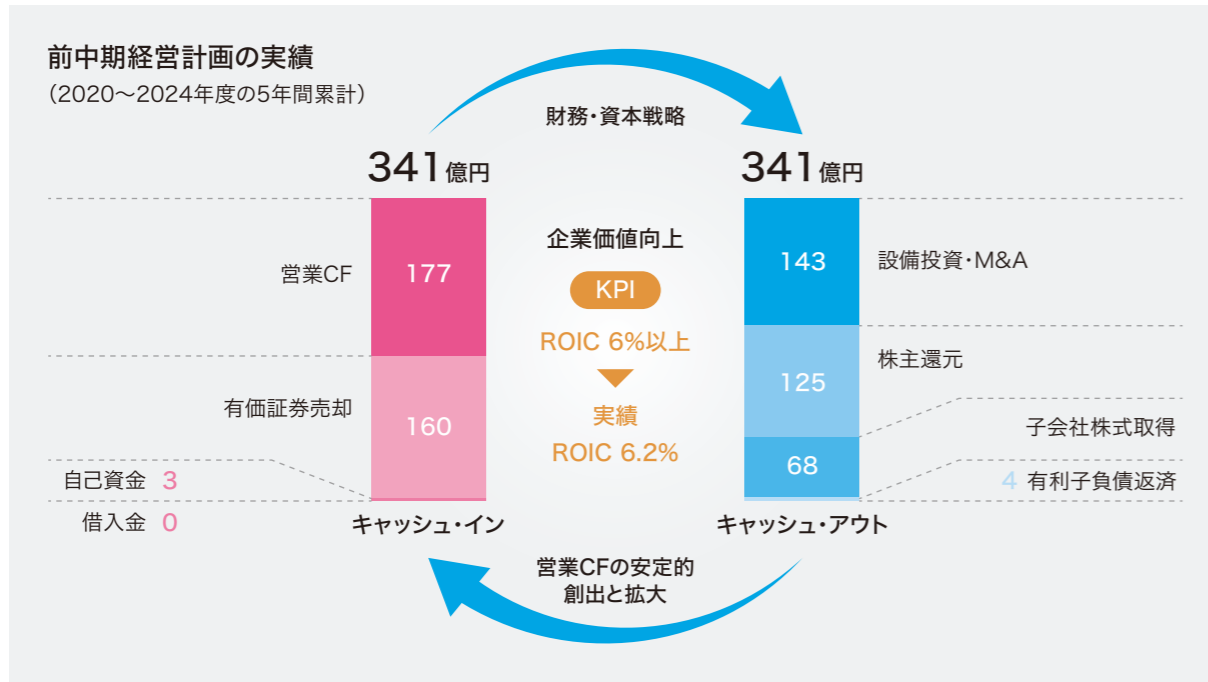 前中期経営計画の実績
（2020〜2024年度の5年間累計）
財務・資本戦略
341億円
341億円
営業CF
177
有価証券売却
160
自己資金 3
借入金 0
キャッシュ・イン
企業価値向上
KPI
ROIC 6%以上
実績
ROIC 6.2%
143
設備投資・M&A
125
株主還元
68
子会社株式取得
4 有利子負債返済
キャッシュ・アウト
営業CFの安定的
創出と拡大